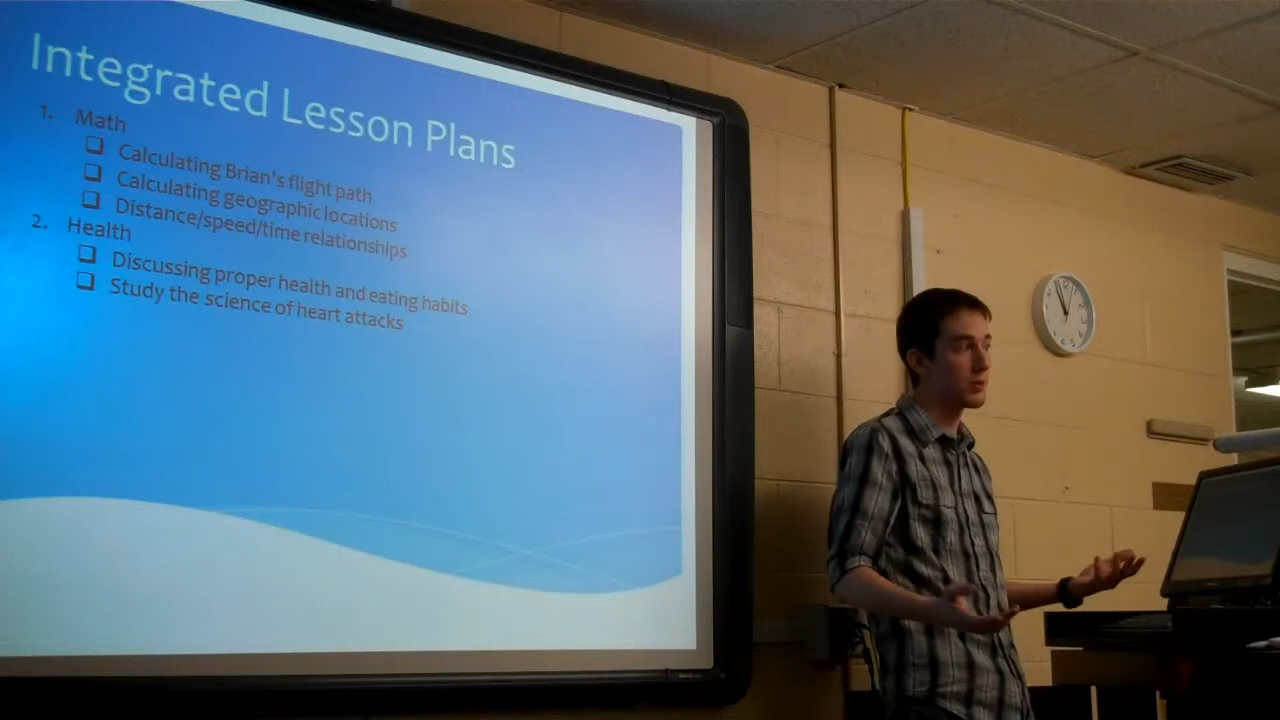 Integrated Lesson Plans
1. Math
❑ Calculating Brian's flight path
❑ Calculating geographic locations
❑ Distance/speed/time relationships
2. Health
❑ Discussing proper health and eating habits
❑ Study the science of heart attacks